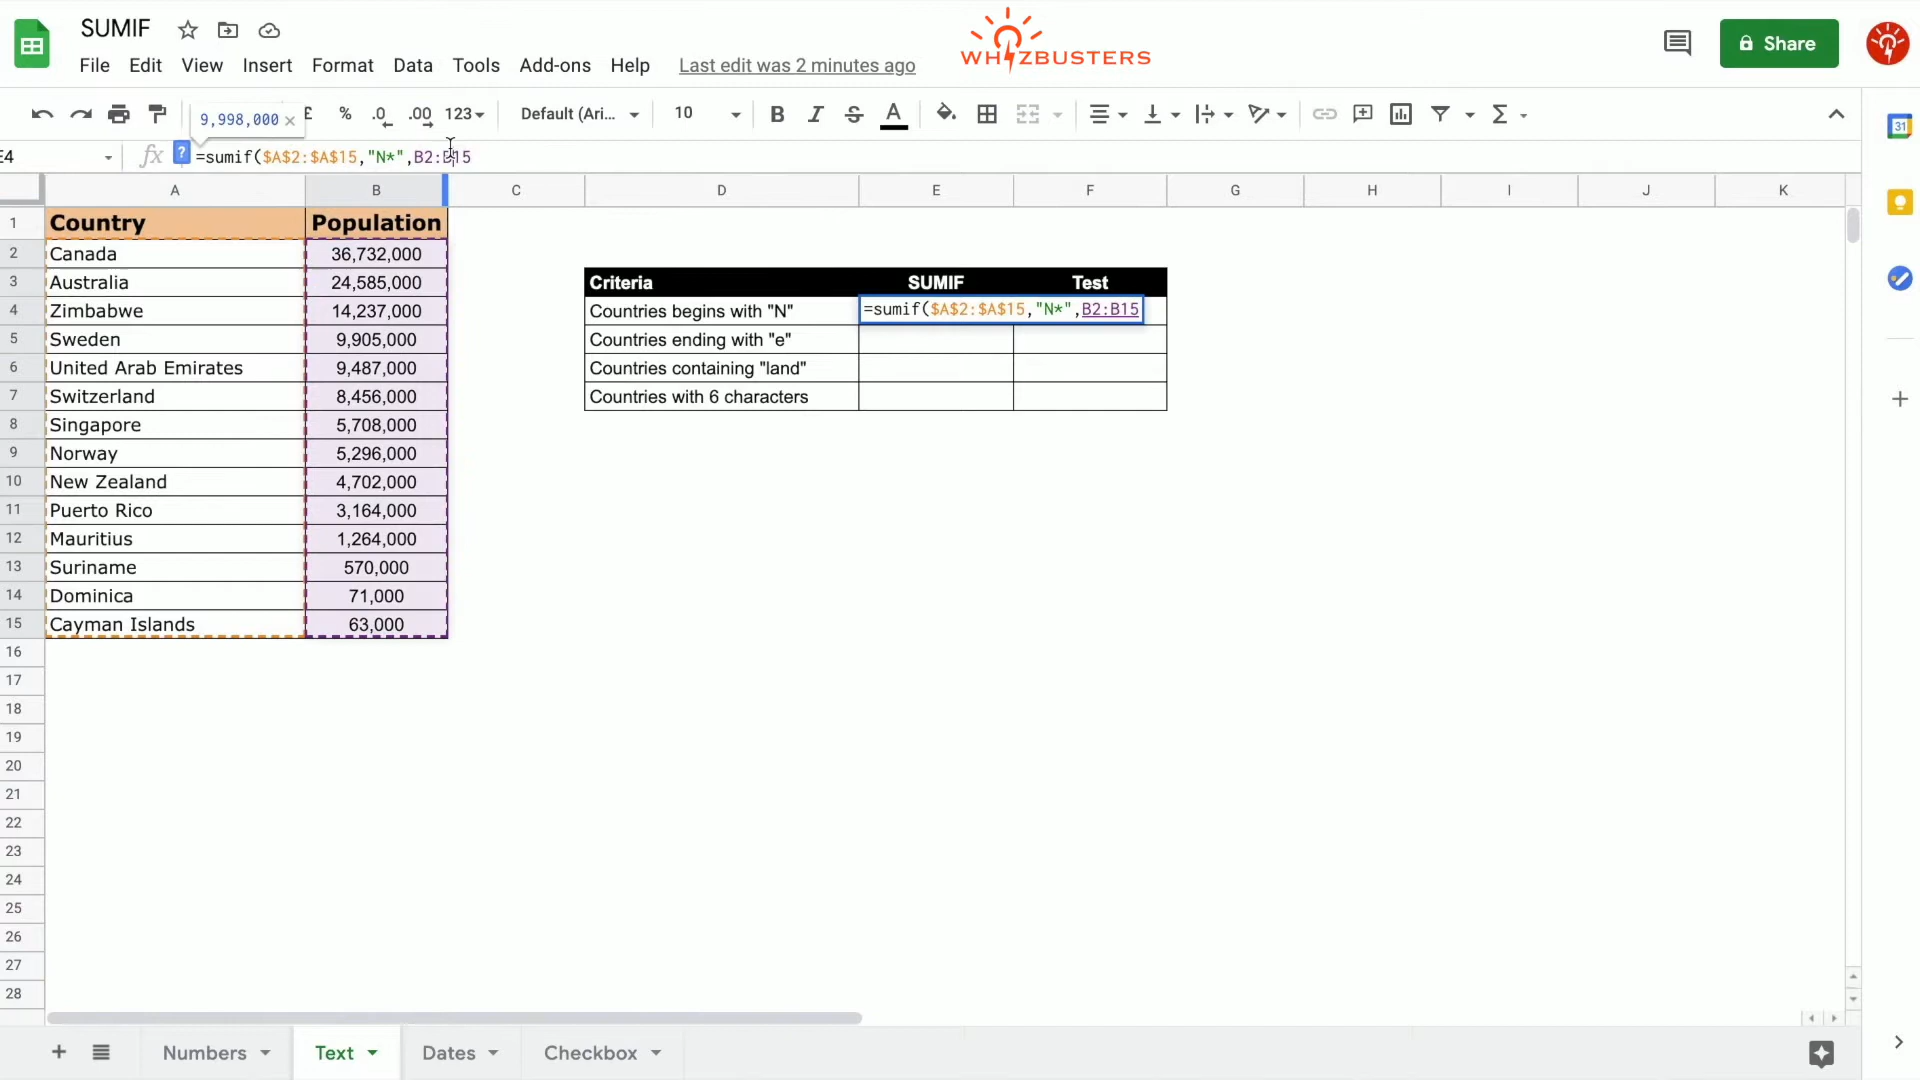 SUMIF
WHIZBUSTERS
Share
File Edit View Insert Format Data Tools Add-ons Help Last edit was 2 minutes ago
9,998,000 × £ % .0 .00 123 Default (Ari... 10 B I S A Σ
31
E4 fx ? =sumif($A$2:$A$15,"N*",B2:B15
A B C D E F G H I J K
1 Country Population
2 Canada 36,732,000
3 Australia 24,585,000 Criteria SUMIF Test
4 Zimbabwe 14,237,000 Countries begins with "N" =sumif($A$2:$A$15,"N*",B2:B15
5 Sweden 9,905,000 Countries ending with "e"
6 United Arab Emirates 9,487,000 Countries containing "land"
7 Switzerland 8,456,000 Countries with 6 characters
8 Singapore 5,708,000
9 Norway 5,296,000
10 New Zealand 4,702,000
11 Puerto Rico 3,164,000
12 Mauritius 1,264,000
13 Suriname 570,000
14 Dominica 71,000
15 Cayman Islands 63,000
16
17
18
19
20
21
22
23
24
25
26
27
28
+ Numbers Text Dates Checkbox